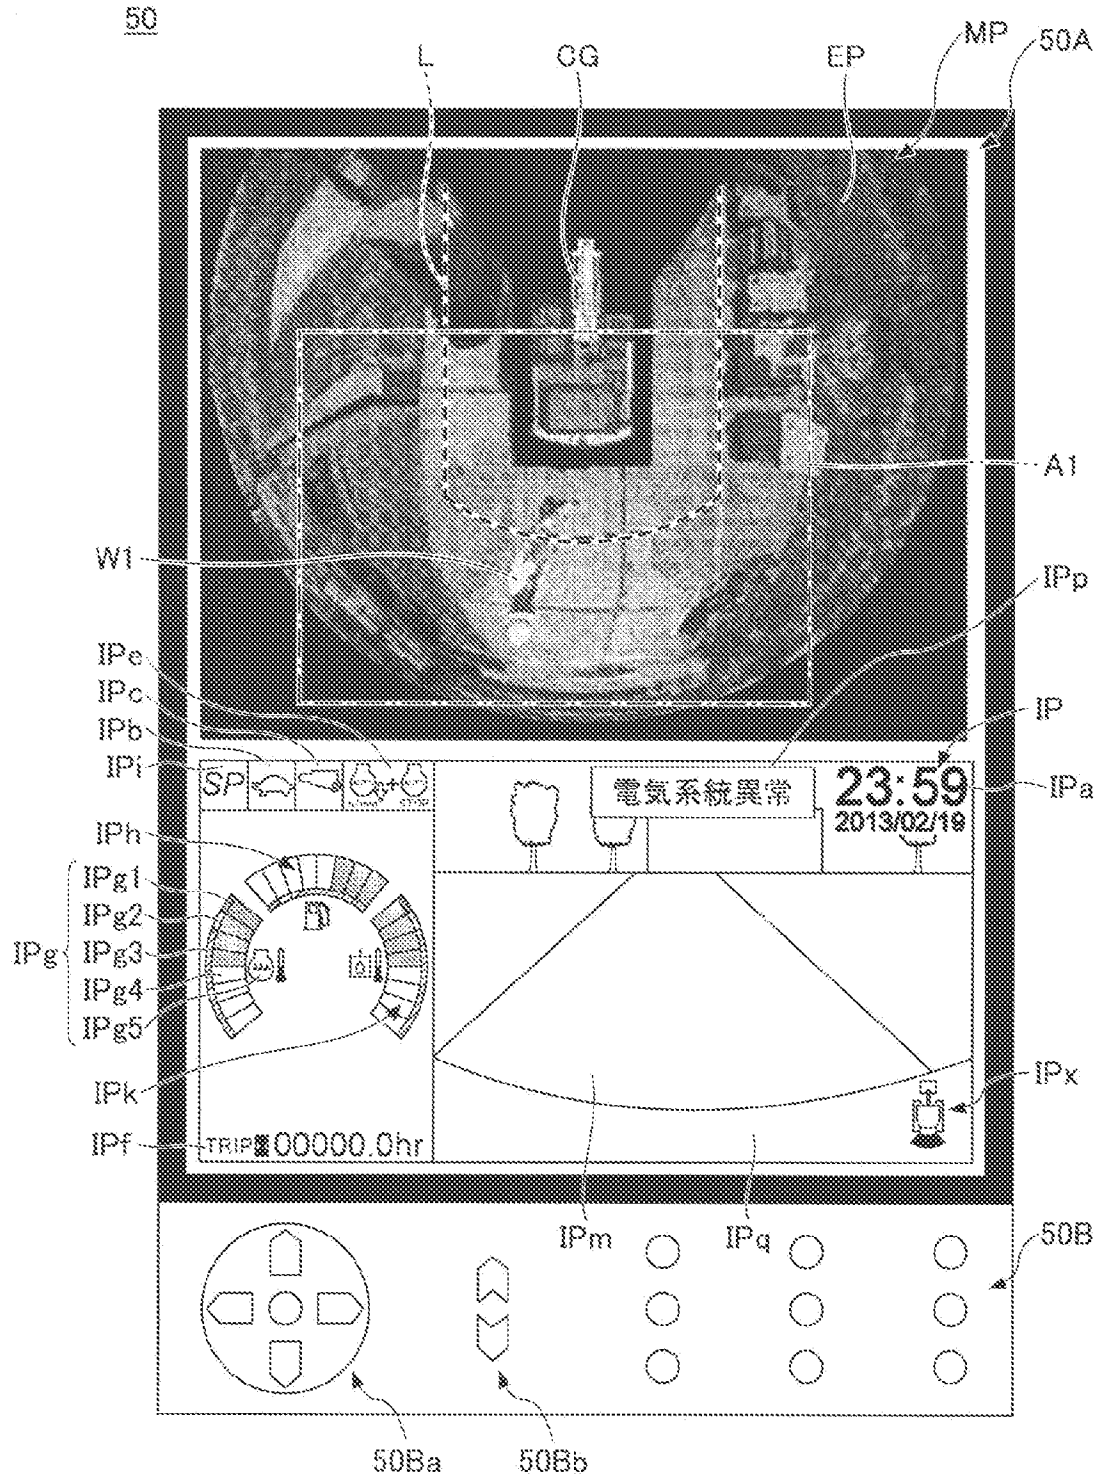 50
L
CG
EP
MP
50A
A1
W1
IPp
IPe
IPc
IPb
IPi
IP
IPa
SP
電気系統異常
23:59
2013/02/19
IPh
IPg1
IPg2
IPg
IPg3
IPg4
IPg5
IPk
IPx
IPf
TRIP 00000.0hr
IPm
IPq
50B
50Ba
50Bb